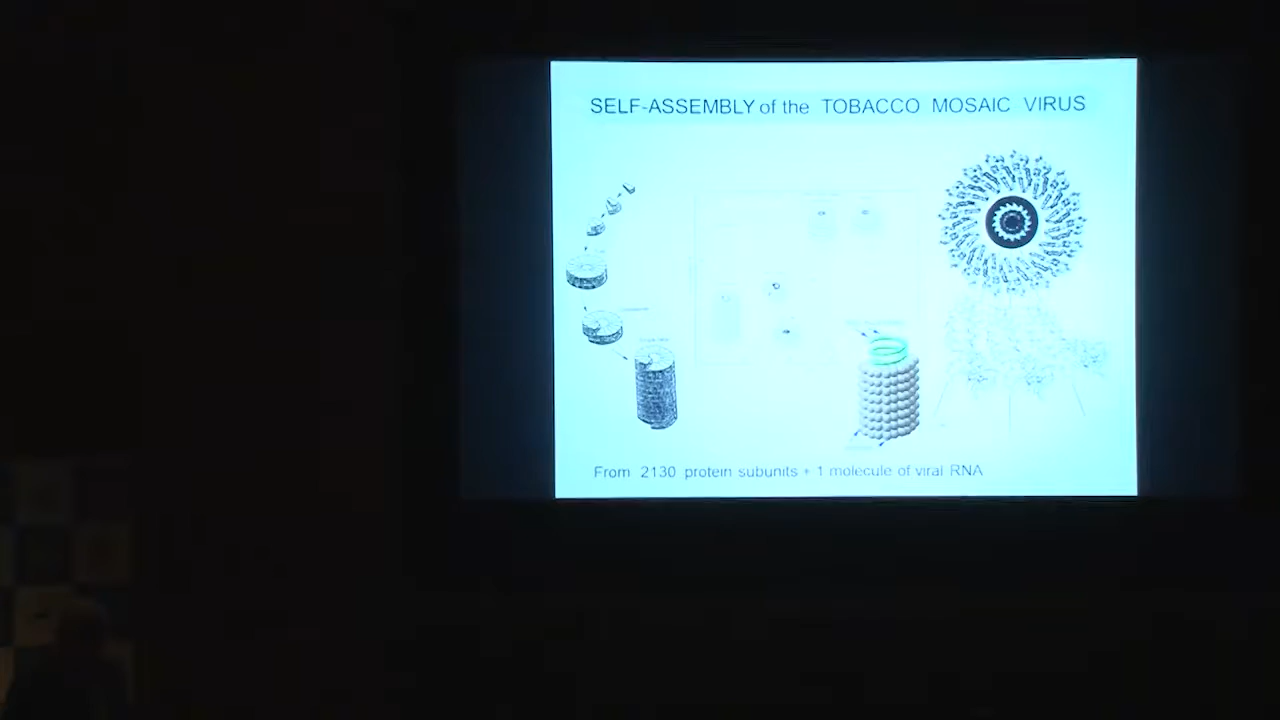 SELF-ASSEMBLY of the TOBACCO MOSAIC VIRUS
From 2130 protein subunits + 1 molecule of viral RNA